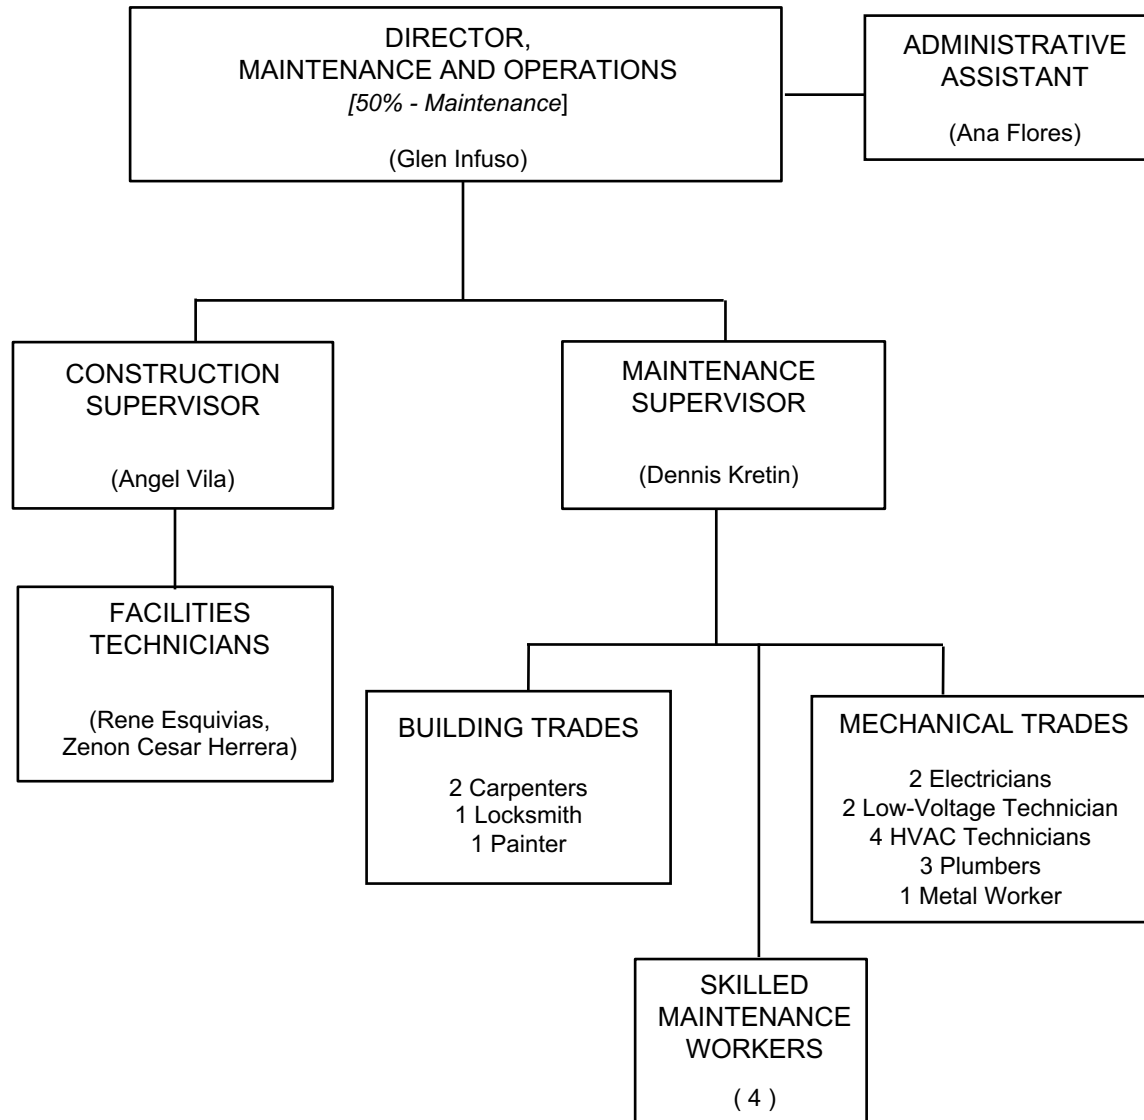 DIRECTOR,
MAINTENANCE AND OPERATIONS
[50% - Maintenance]
(Glen Infuso)
ADMINISTRATIVE
ASSISTANT
(Ana Flores)
CONSTRUCTION
SUPERVISOR
(Angel Vila)
MAINTENANCE
SUPERVISOR
(Dennis Kretin)
FACILITIES
TECHNICIANS
(Rene Esquivias,
Zenon Cesar Herrera)
BUILDING TRADES
2 Carpenters
1 Locksmith
1 Painter
MECHANICAL TRADES
2 Electricians
2 Low-Voltage Technician
4 HVAC Technicians
3 Plumbers
1 Metal Worker
SKILLED
MAINTENANCE
WORKERS
( 4 )